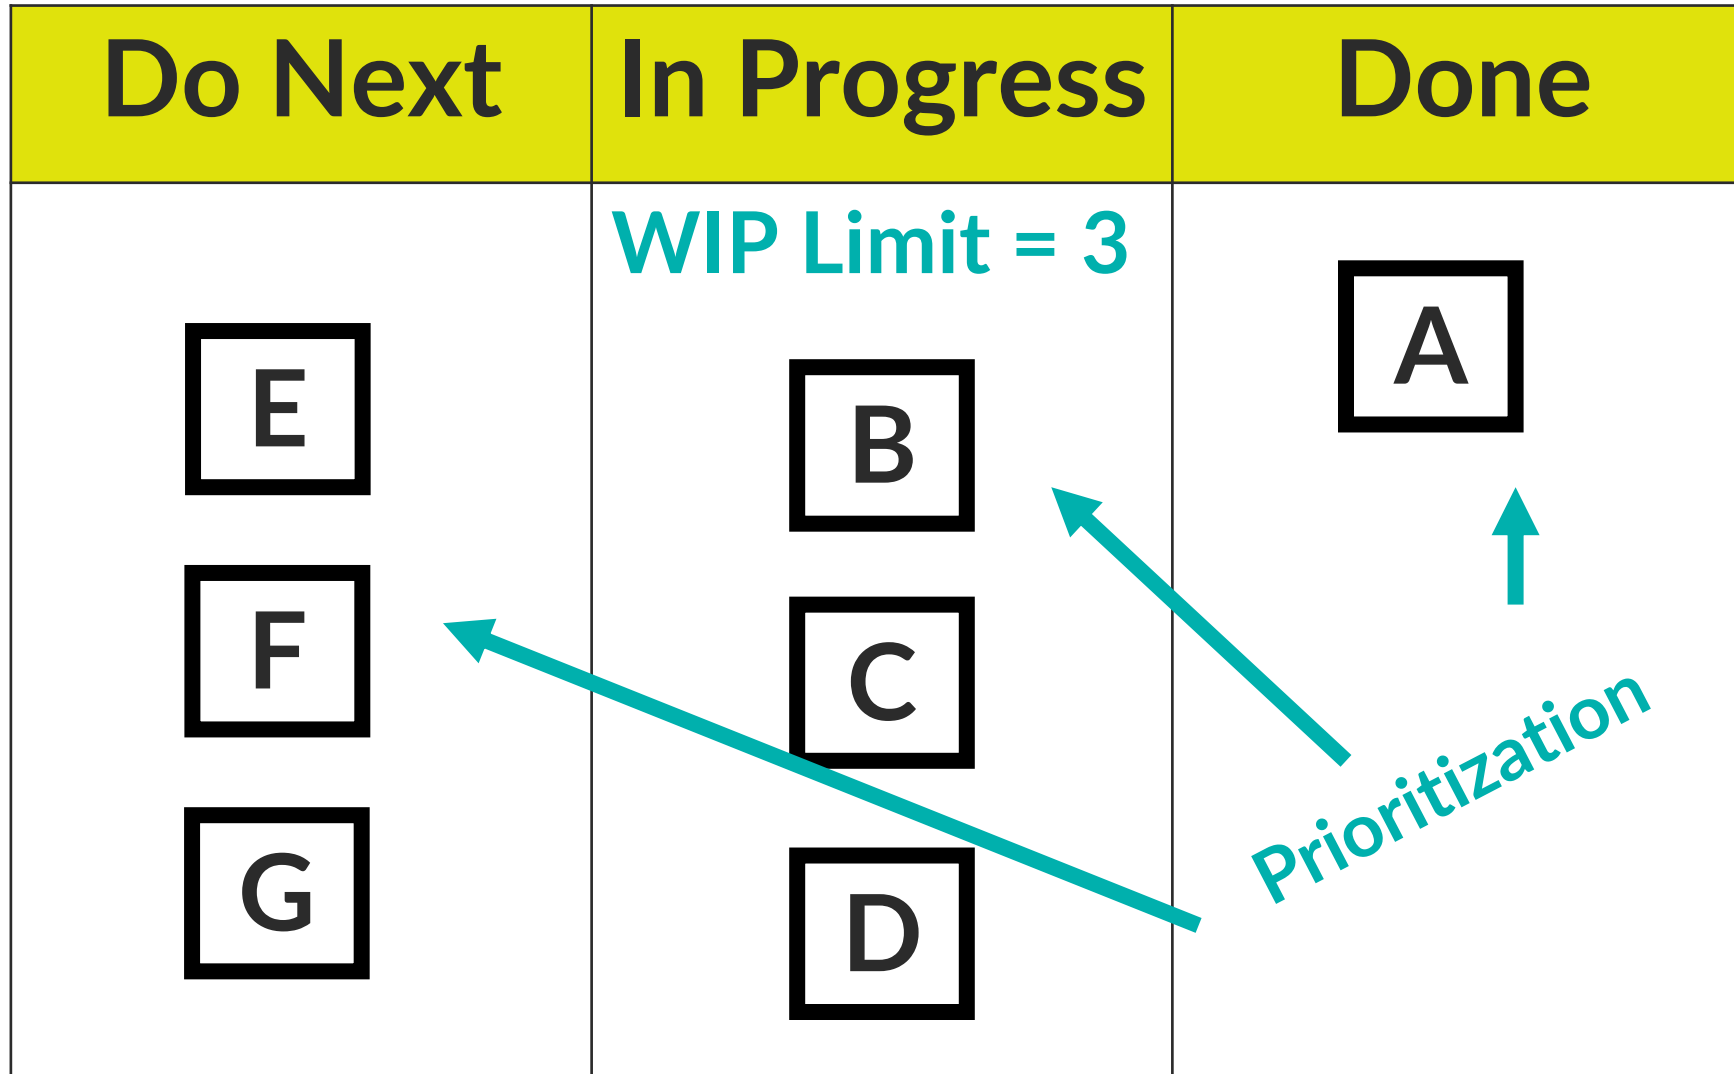 Do Next
In Progress
Done
WIP Limit = 3
E
F
G
B
C
D
A
Prioritization